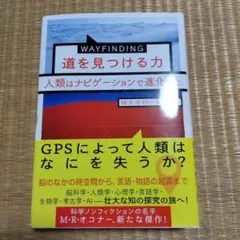 WAYFINDING
道を見つける力
人類はナビゲーションで進化
M・R・オコナー
GPSによって人類は
なにを失うか?
脳のなかの時空間から、言語・物語の起源まで
脳科学・人類学・心理学・言語学・
生物学・考古学・AI──壮大な知の探究の旅へ!
科学ノンフィクションの名手
M・R・オコナー、新たな傑作!